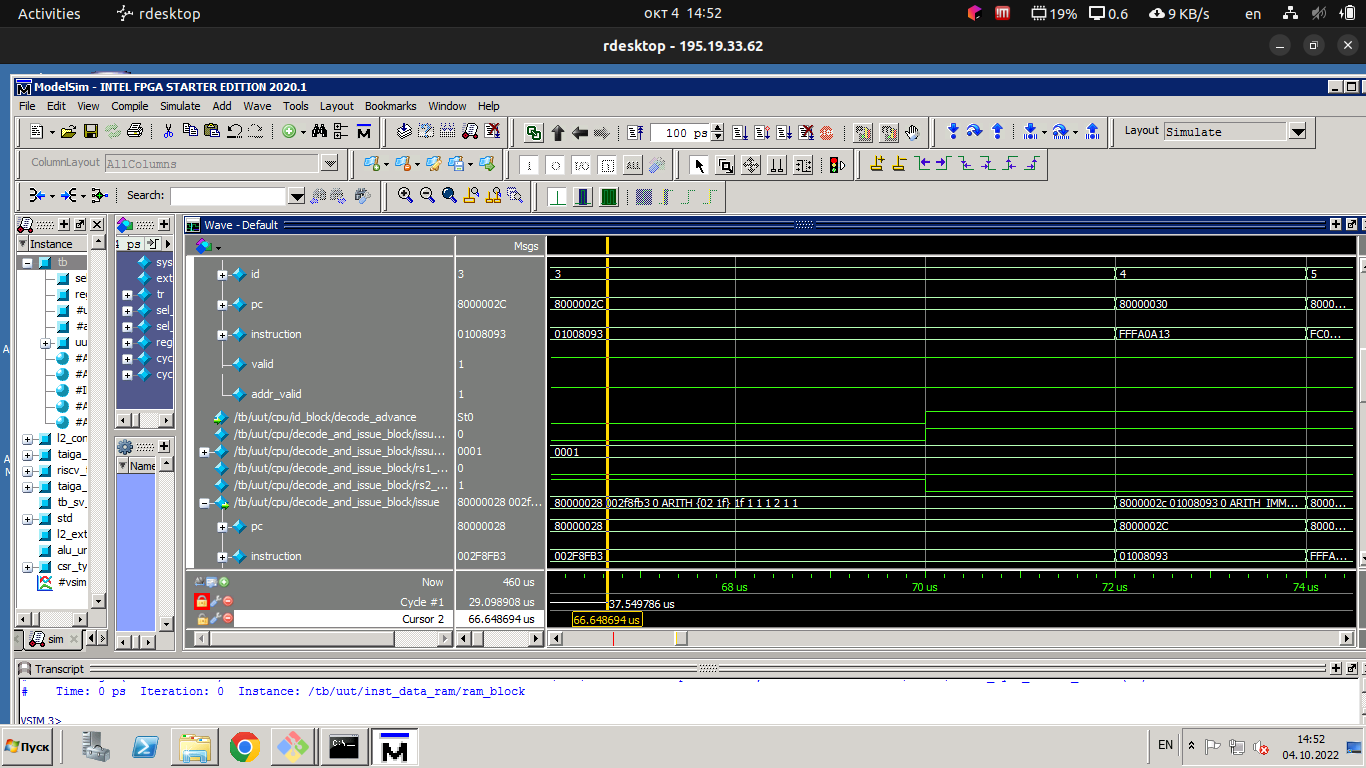 Activities rdesktop окт 4 14:52 19% 0.6 9 KB/s en
rdesktop - 195.19.33.62
ModelSim - INTEL FPGA STARTER EDITION 2020.1
File Edit View Compile Simulate Add Wave Tools Layout Bookmarks Window Help
100 ps Layout Simulate
ColumnLayout AllColumns
Search:
Wave - Default
Instance ps Msgs
tb sys id 3 3 4 5
se ext
re tr pc 8000002C 8000002C 80000030 8000...
#u sel_
#a sel_ instruction 01008093 01008093 FFFA0A13 FC0...
uu reg
#A cyc valid 1
#A cyc
#I addr_valid 1
#A
#A /tb/uut/cpu/id_block/decode_advance St0
l2_con /tb/uut/cpu/decode_and_issue_block/issu... 0
taiga_ /tb/uut/cpu/decode_and_issue_block/issu... 0001 0001
riscv_ Name /tb/uut/cpu/decode_and_issue_block/rs1_... 0
taiga_ /tb/uut/cpu/decode_and_issue_block/rs2_... 1
tb_sv_ /tb/uut/cpu/decode_and_issue_block/issue 80000028 002f... 80000028 002f8fb3 0 ARITH {02 1f} 1f 1 1 1 2 1 1 8000002c 01008093 0 ARITH_IMM... 8000...
std pc 80000028 80000028 8000002C 8000...
l2_ext
alu_un instruction 002F8FB3 002F8FB3 01008093 FFFA...
csr_ty
#vsim Now 460 us 68 us 70 us 72 us 74 us
Cycle #1 29.098908 us 37.549786 us
Cursor 2 66.648694 us 66.648694 us
sim
Transcript
# Time: 0 ps Iteration: 0 Instance: /tb/uut/inst_data_ram/ram_block
VSIM 3>
Пуск C:\ M EN 14:52
04.10.2022